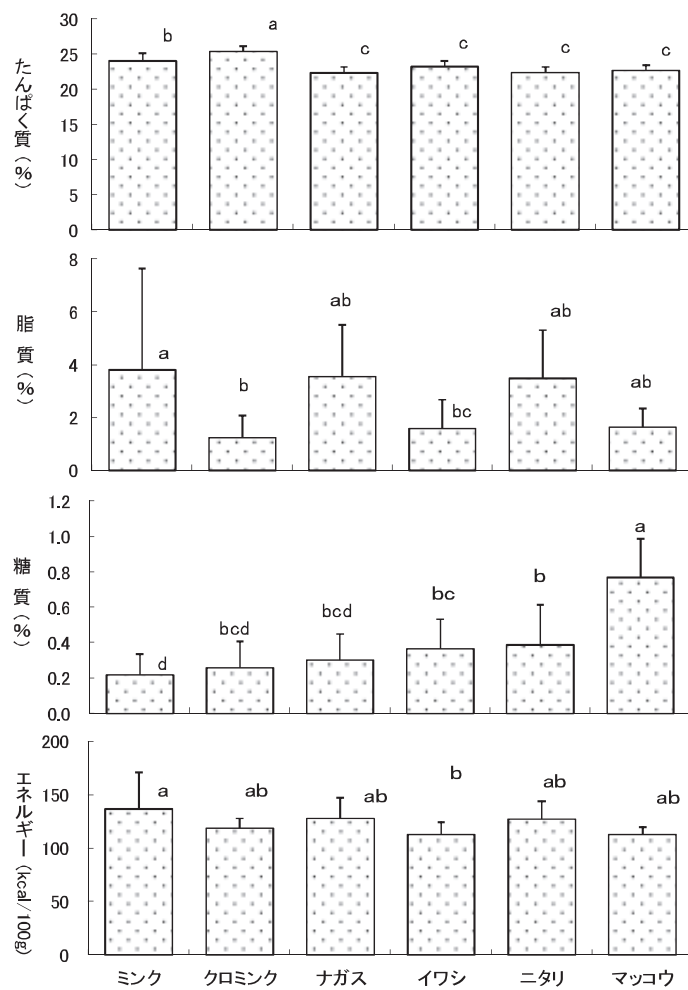 たんぱく質(%)
30
25
20
15
10
5
0
b a c c c c
脂質(%)
8
6
4
2
0
a b ab bc ab ab
糖質(%)
1.2
1.0
0.8
0.6
0.4
0.2
0.0
d bcd bcd bc b a
エネルギー(kcal/100g)
200
150
100
50
0
a ab ab b ab ab
ミンク クロミンク ナガス イワシ ニタリ マッコウ